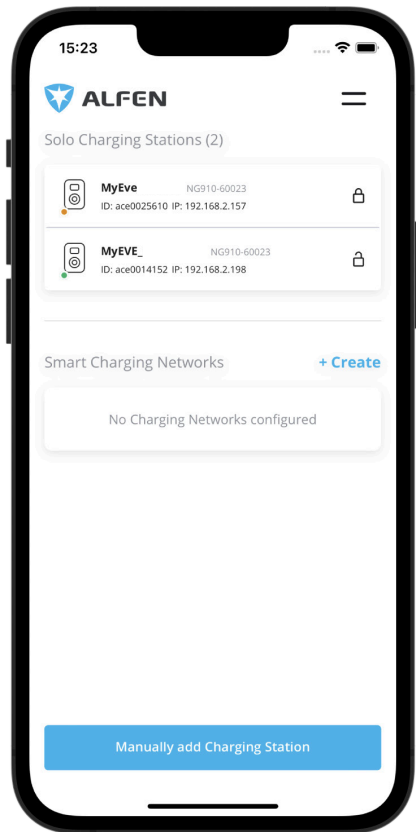 15:23
ALFEN
Solo Charging Stations (2)
MyEve NG910-60023
ID: ace0025610 IP: 192.168.2.157
MyEVE_ NG910-60023
ID: ace0014152 IP: 192.168.2.198
Smart Charging Networks + Create
No Charging Networks configured
Manually add Charging Station